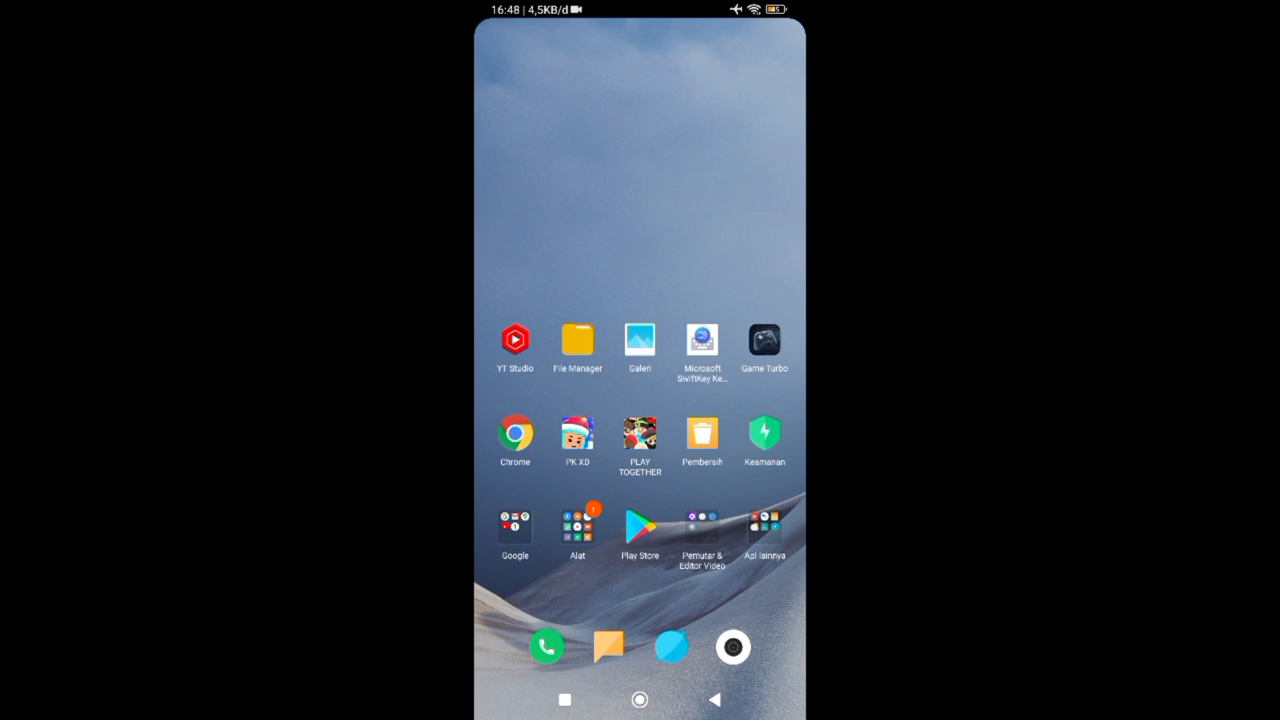 16:48 | 4,5KB/d
YT Studio
File Manager
Galeri
Microsoft
SwiftKey Ke...
Game Turbo
Chrome
PK XD
PLAY
TOGETHER
Pembersih
Keamanan
1
Google
Alat
Play Store
Pemutar &
Editor Video
Apl lainnya